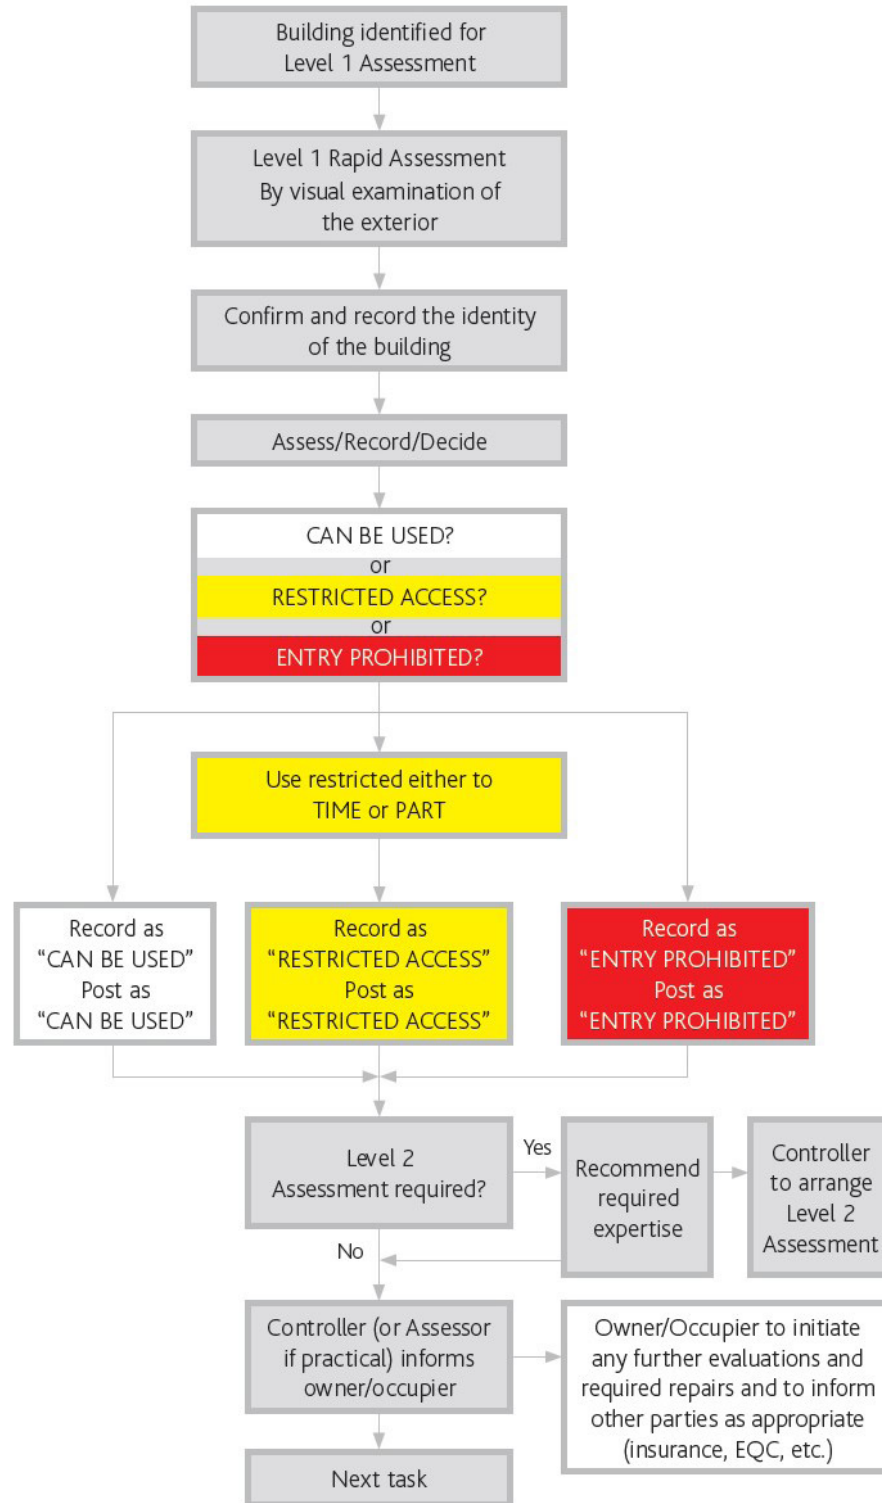 Building identified for
Level 1 Assessment
Level 1 Rapid Assessment
By visual examination of
the exterior
Confirm and record the identity
of the building
Assess/Record/Decide
CAN BE USED?
or
RESTRICTED ACCESS?
or
ENTRY PROHIBITED?
Use restricted either to
TIME or PART
Record as
“CAN BE USED”
Post as
“CAN BE USED”
Record as
“RESTRICTED ACCESS”
Post as
“RESTRICTED ACCESS”
Record as
“ENTRY PROHIBITED”
Post as
“ENTRY PROHIBITED”
Level 2
Assessment required?
Yes
Recommend
required
expertise
Controller
to arrange
Level 2
Assessment
No
Controller (or Assessor
if practical) informs
owner/occupier
Owner/Occupier to initiate
any further evaluations and
required repairs and to inform
other parties as appropriate
(insurance, EQC, etc.)
Next task